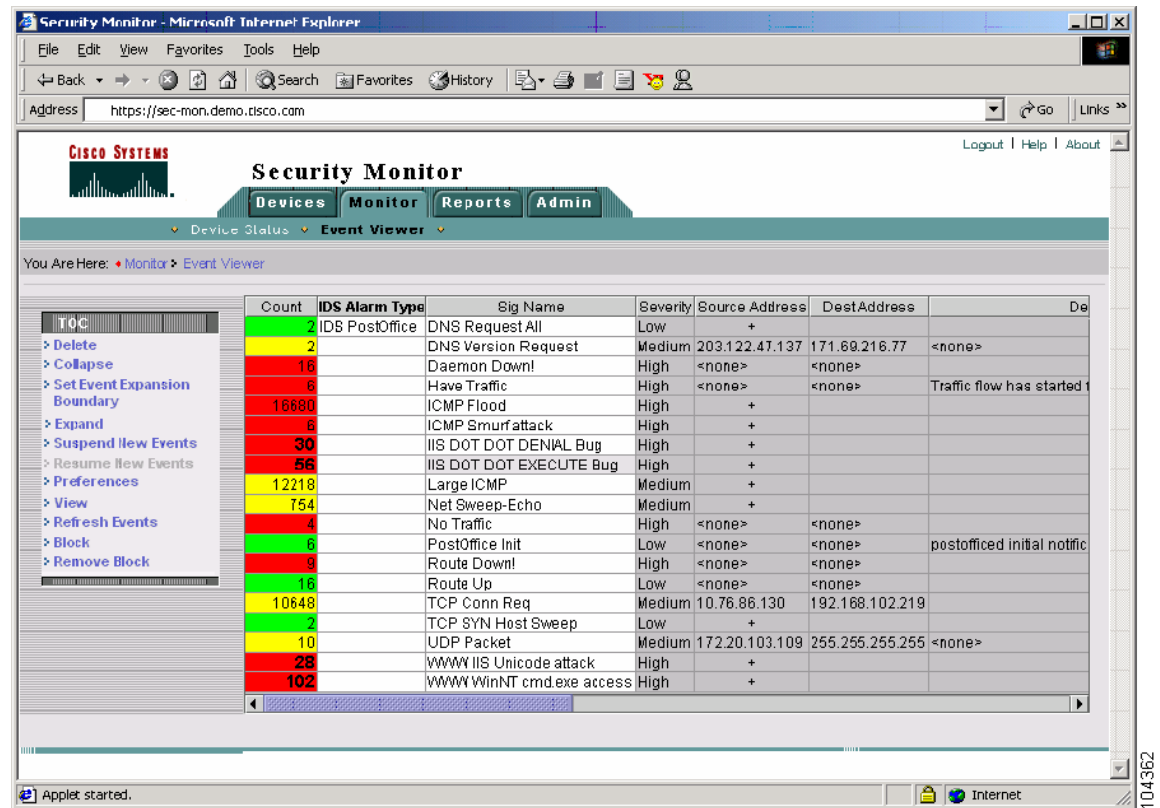 Security Monitor - Microsoft Internet Explorer
File Edit View Favorites Tools Help
Back Search Favorites History
Address https://sec-mon.demo.cisco.com Go Links »
CISCO SYSTEMS
Logout | Help | About
Security Monitor
Devices Monitor Reports Admin
Device Status Event Viewer
You Are Here: Monitor > Event Viewer
TOC
Delete
Collapse
Set Event Expansion
Boundary
Expand
Suspend New Events
Resume New Events
Preferences
View
Refresh Events
Block
Remove Block
Count IDS Alarm Type Sig Name Severity Source Address Dest Address De
2 IDS PostOffice DNS Request All Low +
2 DNS Version Request Medium 203.122.47.137 171.69.216.77 <none>
16 Daemon Down! High <none> <none>
6 Have Traffic High <none> <none> Traffic flow has started
16680 ICMP Flood High +
6 ICMP Smurf attack High +
30 IIS DOT DOT DENIAL Bug High +
56 IIS DOT DOT EXECUTE Bug High +
12218 Large ICMP Medium +
754 Net Sweep-Echo Medium +
4 No Traffic High <none> <none>
6 PostOffice Init Low <none> <none> postofficed initial notific
9 Route Down! High <none> <none>
16 Route Up Low <none> <none>
10648 TCP Conn Req Medium 10.76.86.130 192.168.102.219
2 TCP SYN Host Sweep Low +
10 UDP Packet Medium 172.20.103.109 255.255.255.255 <none>
28 WWW IIS Unicode attack High +
102 WWW WinNT cmd.exe access High +
Applet started. Internet
104362